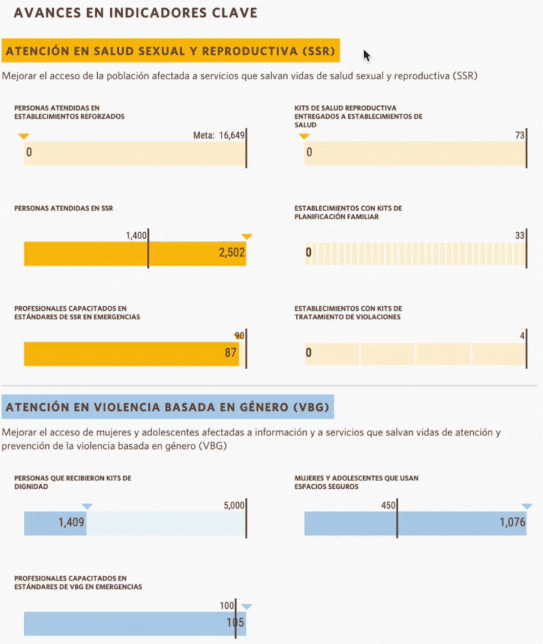 AVANCES EN INDICADORES CLAVE
ATENCIÓN EN SALUD SEXUAL Y REPRODUCTIVA (SSR)
Mejorar el acceso de la población afectada a servicios que salvan vidas de salud sexual y reproductiva (SSR)
PERSONAS ATENDIDAS EN
ESTABLECIMIENTOS REFORZADOS
Meta: 16,649
0
KITS DE SALUD REPRODUCTIVA
ENTREGADOS A ESTABLECIMIENTOS DE
SALUD
73
0
PERSONAS ATENDIDAS EN SSR
1,400
2,502
ESTABLECIMIENTOS CON KITS DE
PLANIFICACIÓN FAMILIAR
33
0
PROFESIONALES CAPACITADOS EN
ESTÁNDARES DE SSR EN EMERGENCIAS
90
87
ESTABLECIMIENTOS CON KITS DE
TRATAMIENTO DE VIOLACIONES
4
0
ATENCIÓN EN VIOLENCIA BASADA EN GÉNERO (VBG)
Mejorar el acceso de mujeres y adolescentes afectadas a información y a servicios que salvan vidas de atención y
prevención de la violencia basada en género (VBG)
PERSONAS QUE RECIBIERON KITS DE
DIGNIDAD
5,000
1,409
MUJERES Y ADOLESCENTES QUE USAN
ESPACIOS SEGUROS
450
1,076
PROFESIONALES CAPACITADOS EN
ESTÁNDARES DE VBG EN EMERGENCIAS
100
105